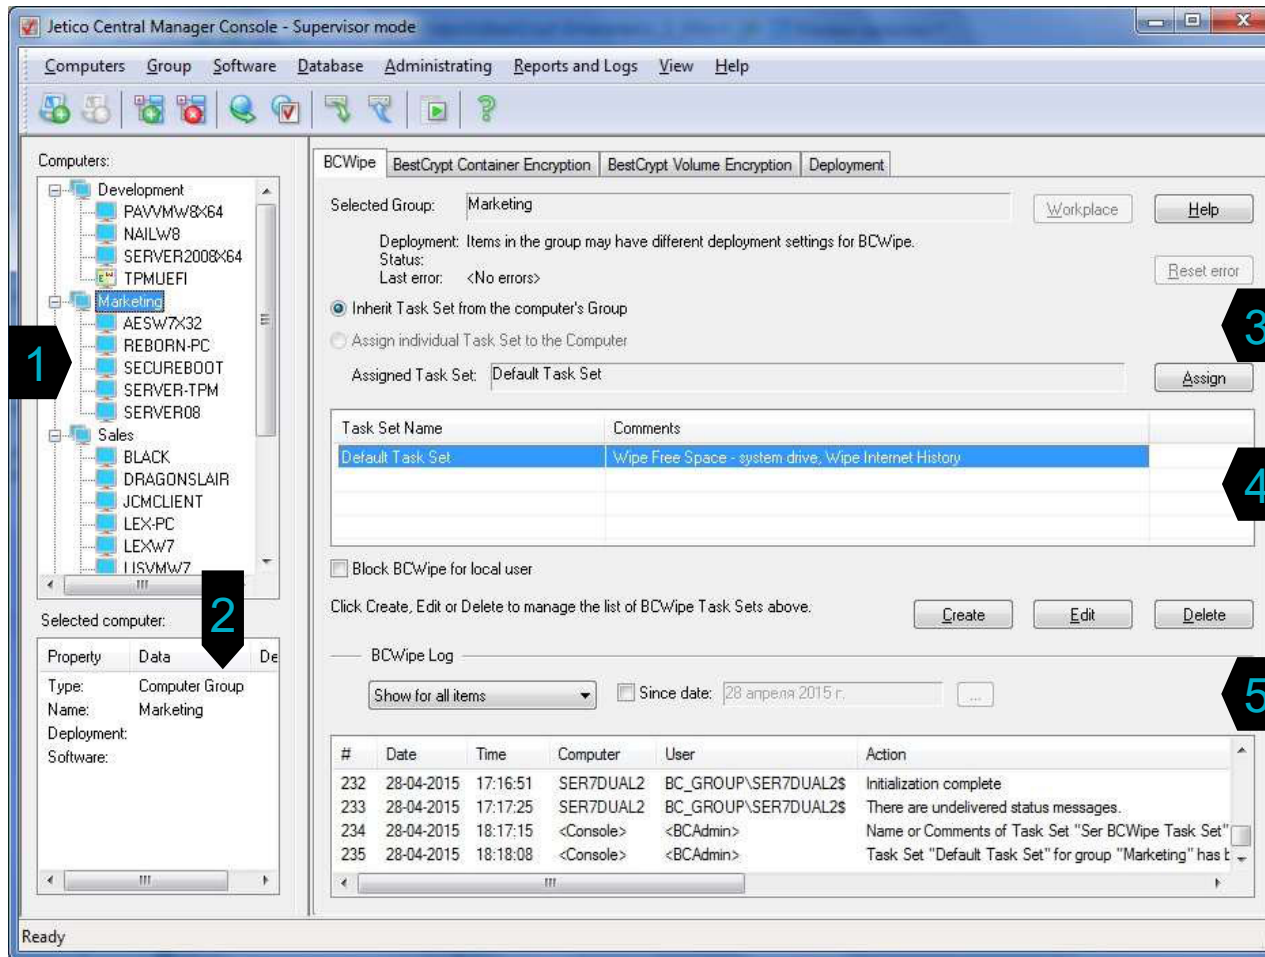 Jetico Central Manager Console - Supervisor mode
Computers Group Software Database Administrating Reports and Logs View Help
Computers:
Development
PAVVMW8X64
NAILW8
SERVER2008X64
TPMUEFI
Marketing
AESW7X32
REBORN-PC
SECUREBOOT
SERVER-TPM
SERVER08
Sales
BLACK
DRAGONSLAIR
JCMCLIENT
LEX-PC
LEXW7
LISVMW7
1
2
Selected computer:
Property Data De
Type: Computer Group
Name: Marketing
Deployment:
Software:
BCWipe BestCrypt Container Encryption BestCrypt Volume Encryption Deployment
Selected Group: Marketing Workplace Help
Deployment: Items in the group may have different deployment settings for BCWipe.
Status:
Last error: <No errors> Reset error
Inherit Task Set from the computer's Group
3
Assign individual Task Set to the Computer
Assigned Task Set: Default Task Set Assign
Task Set Name Comments
Default Task Set Wipe Free Space - system drive, Wipe Internet History
4
Block BCWipe for local user
Click Create, Edit or Delete to manage the list of BCWipe Task Sets above. Create Edit Delete
BCWipe Log
Show for all items Since date: 28 апреля 2015 г. ...
5
# Date Time Computer User Action
232 28-04-2015 17:16:51 SER7DUAL2 BC_GROUP\SER7DUAL2$ Initialization complete
233 28-04-2015 17:17:25 SER7DUAL2 BC_GROUP\SER7DUAL2$ There are undelivered status messages.
234 28-04-2015 18:17:15 <Console> <BCAdmin> Name or Comments of Task Set "Ser BCWipe Task Set"
235 28-04-2015 18:18:08 <Console> <BCAdmin> Task Set "Default Task Set" for group "Marketing" has b
Ready